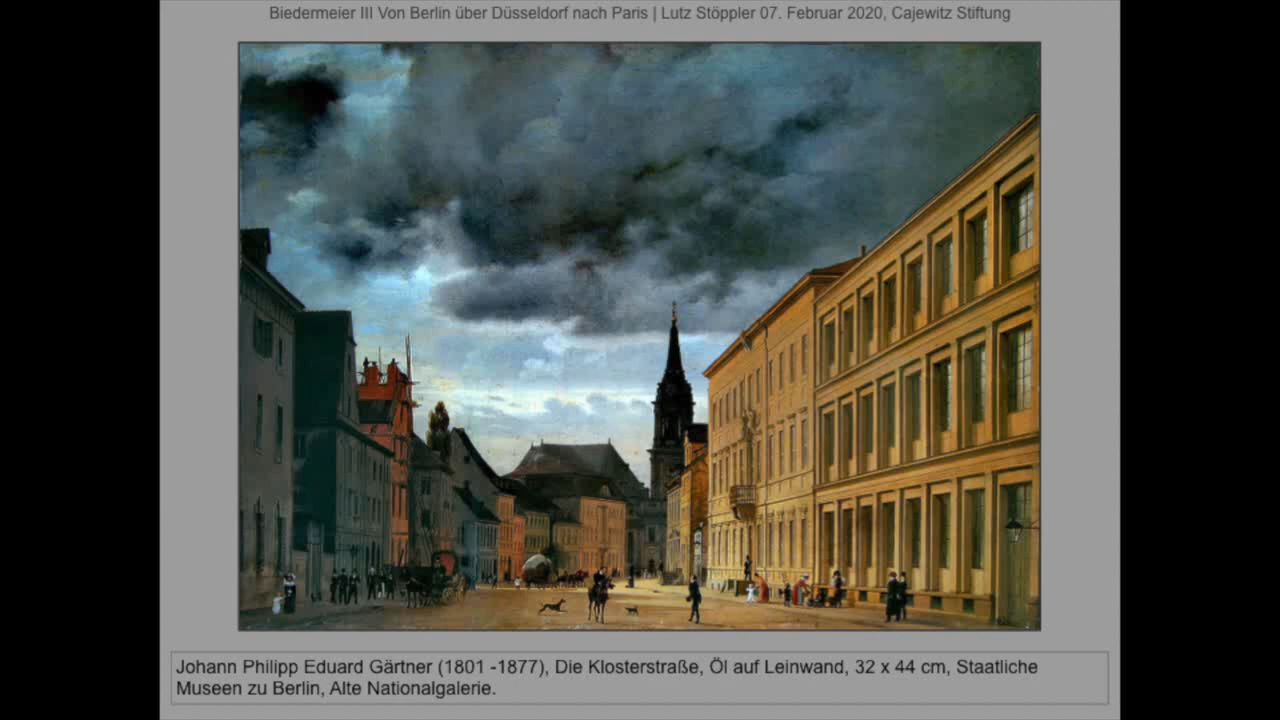 Biedermeier III Von Berlin über Düsseldorf nach Paris | Lutz Stöppler 07. Februar 2020, Cajewitz Stiftung
Johann Philipp Eduard Gärtner (1801 -1877), Die Klosterstraße, Öl auf Leinwand, 32 x 44 cm, Staatliche
Museen zu Berlin, Alte Nationalgalerie.